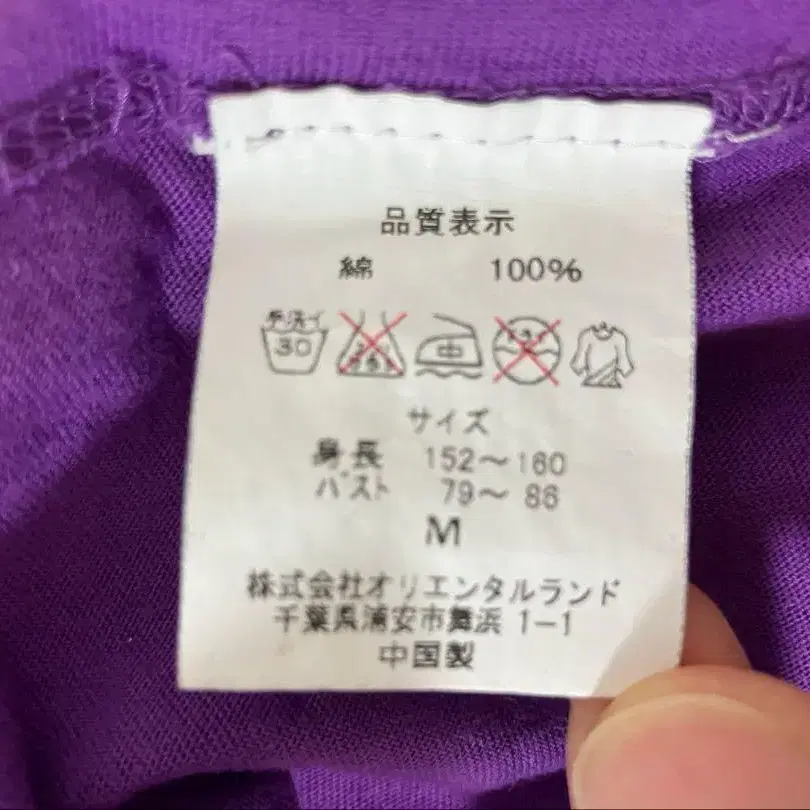 品質表示
綿 100%
手洗イ
30
中
サイズ
身長 152～160
バスト 79～ 86
M
株式会社オリエンタルランド
千葉県浦安市舞浜 1-1
中国製